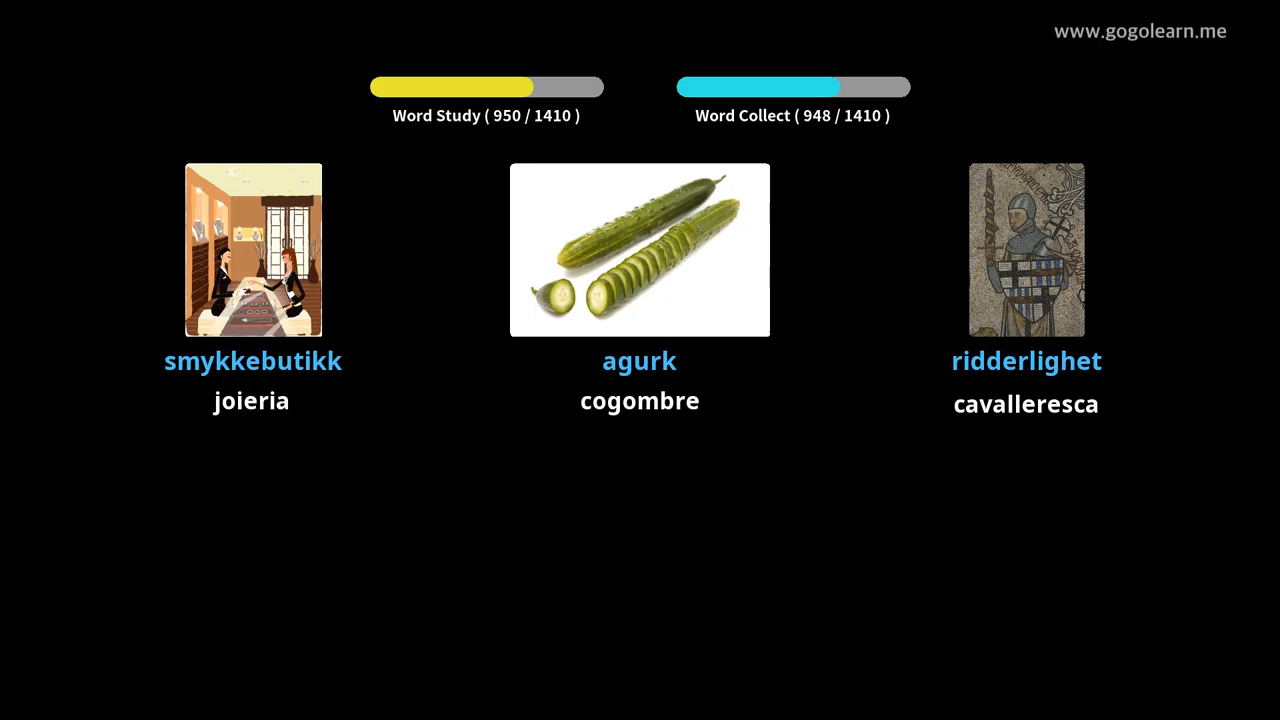 www.gogolearn.me
Word Study ( 950 / 1410 )
Word Collect ( 948 / 1410 )
smykkebutikk
joieria
agurk
cogombre
ridderlighet
cavalleresca